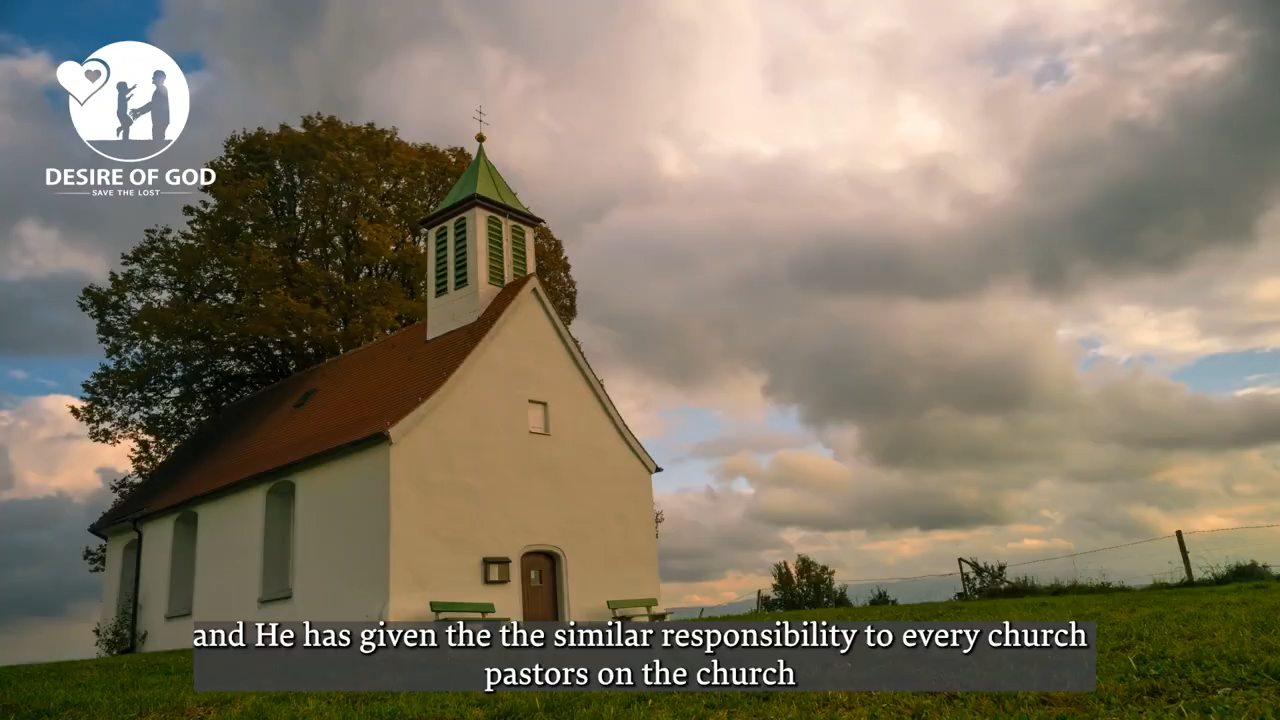 DESIRE OF GOD
SAVE THE LOST
and He has given the the similar responsibility to every church
pastors on the church